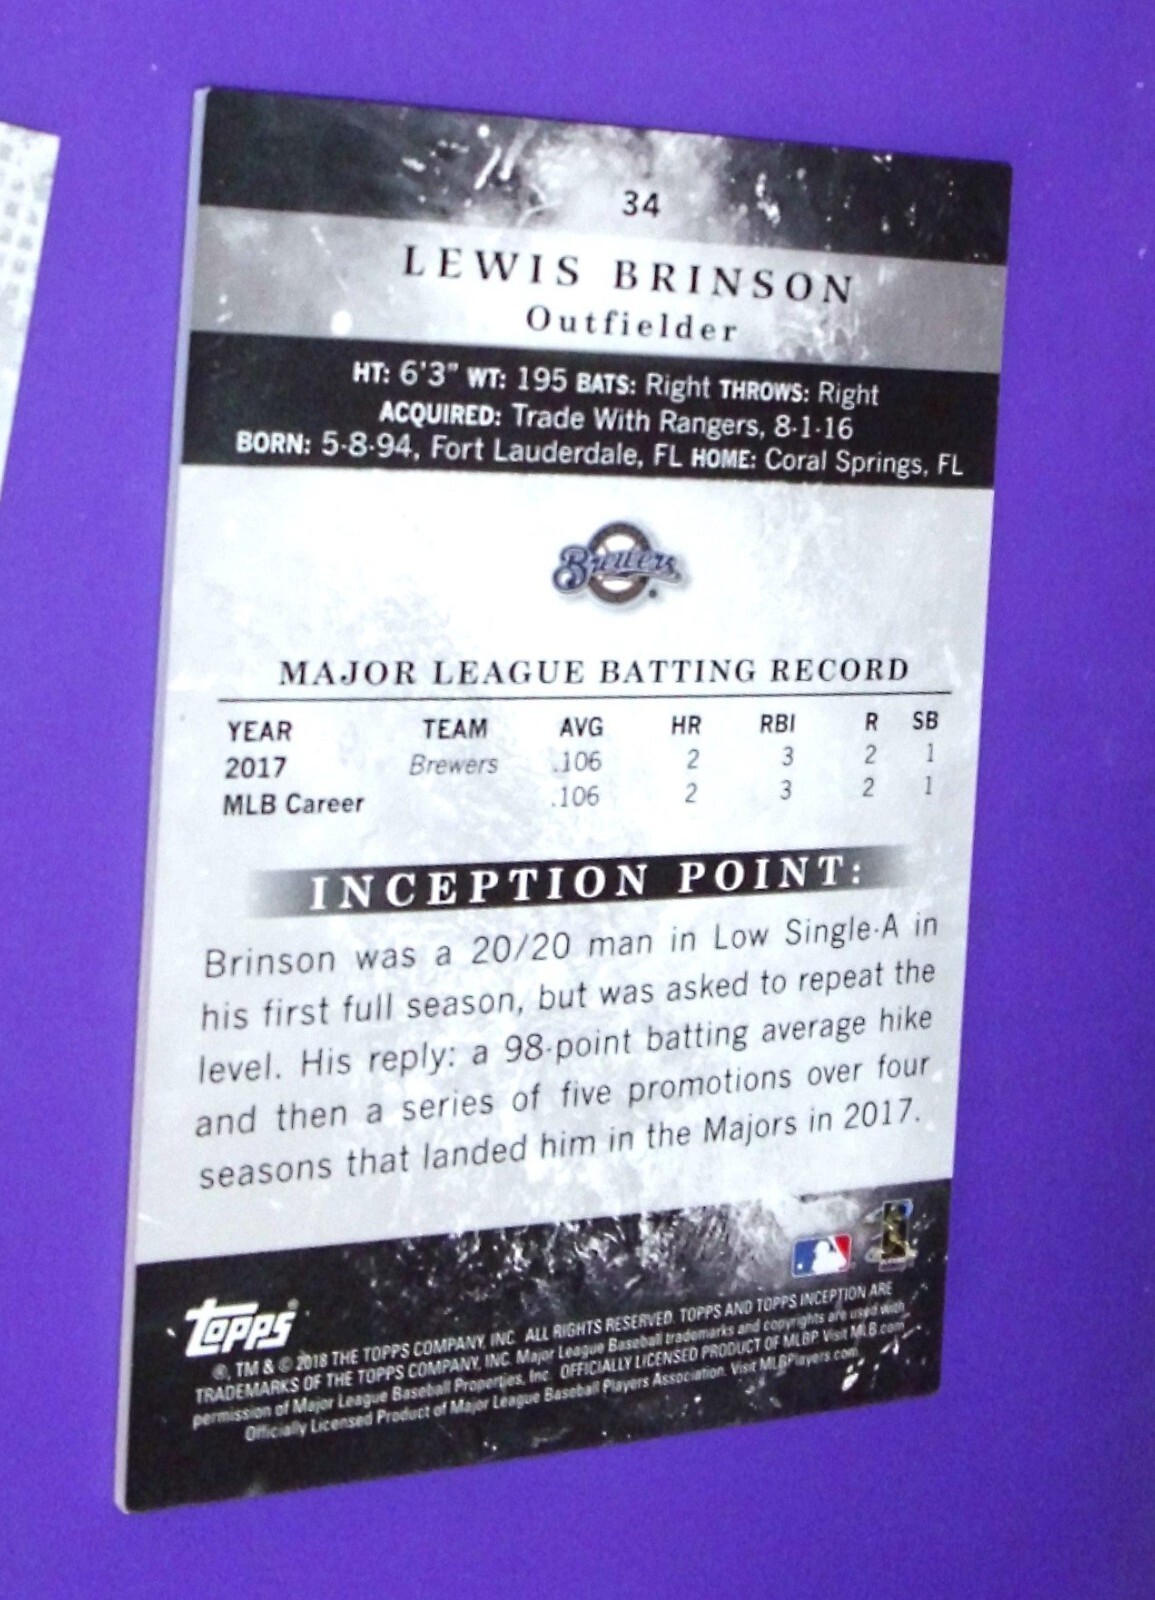 34
LEWIS BRINSON
Outfielder
HT: 6'3" WT: 195 BATS: Right THROWS: Right
ACQUIRED: Trade With Rangers, 8-1-16
BORN: 5-8-94, Fort Lauderdale, FL HOME: Coral Springs, FL
Brewers
MAJOR LEAGUE BATTING RECORD
YEAR TEAM AVG HR RBI R SB
2017 Brewers .106 2 3 2 1
MLB Career .106 2 3 2 1
INCEPTION POINT:
Brinson was a 20/20 man in Low Single-A in
his first full season, but was asked to repeat the
level. His reply: a 98-point batting average hike
and then a series of five promotions over four
seasons that landed him in the Majors in 2017.
Topps®
®, TM & © 2018 THE TOPPS COMPANY, INC. ALL RIGHTS RESERVED. TOPPS AND TOPPS INCEPTION ARE
TRADEMARKS OF THE TOPPS COMPANY, INC. Major League Baseball trademarks and copyrights are used with
permission of Major League Baseball Properties, Inc. OFFICIALLY LICENSED PRODUCT OF MLBP. Visit MLB.com
Officially Licensed Product of Major League Baseball Players Association. Visit MLBPlayers.com